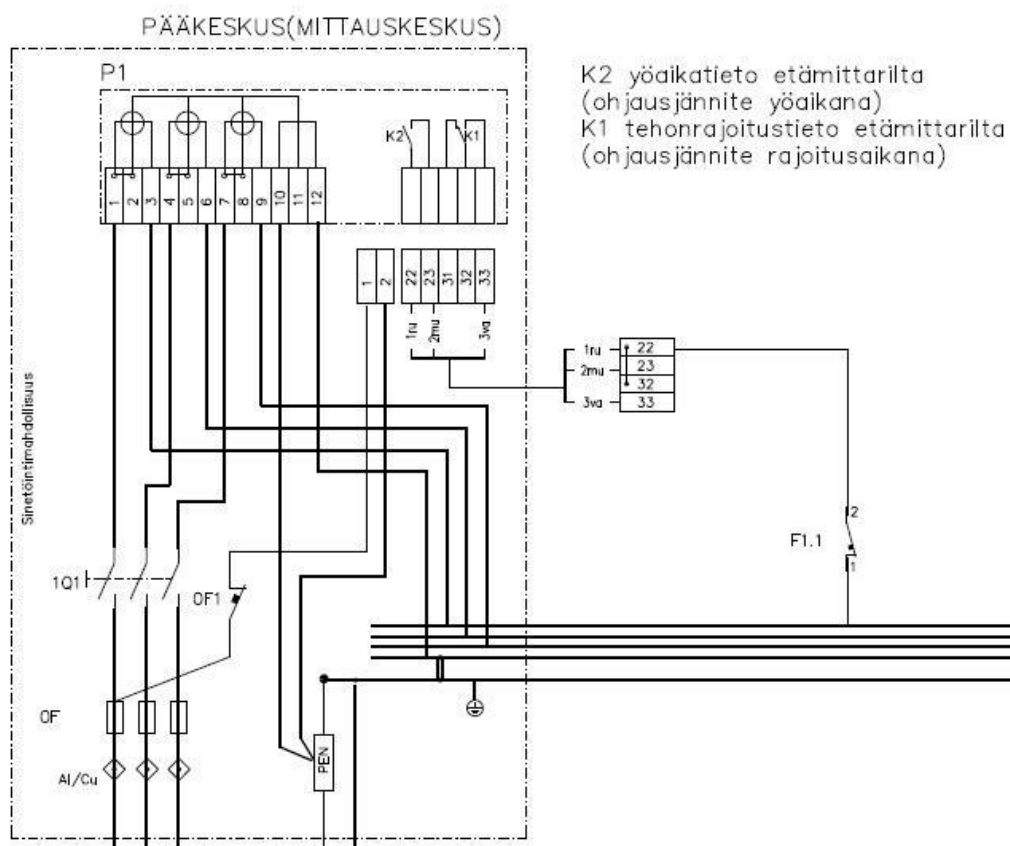 PÄÄKESKUS(MITTAUSKESKUS)
P1
K2 yöaikatieto etämittarilta
(ohjausjännite yöaikana)
K1 tehonrajoitustieto etämittarilta
(ohjausjännite rajoitusaikana)
K2
K1
1 2 3 4 5 6 7 8 9 10 11 12
1 2 22 23 31 32 33
1ru 2mu 3va
1ru 22
23
2mu 32
3va 33
Sinetöintimahdollisuus
2
F1.1
1
1Q1
OF1
OF
PEN
Al/Cu